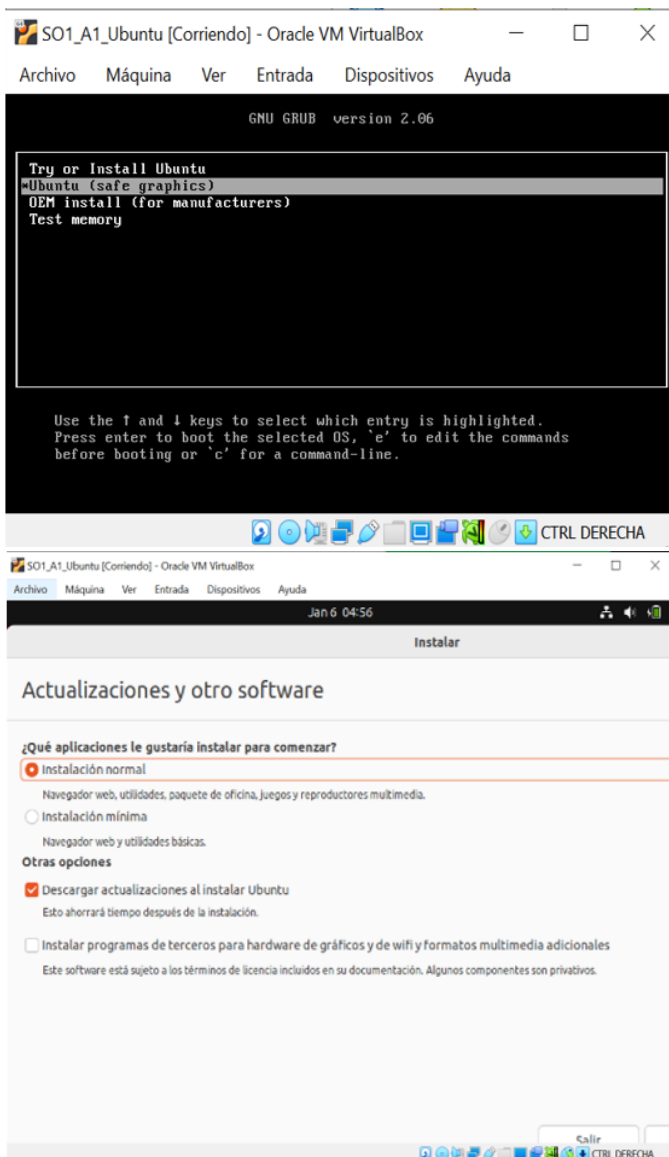 SO1_A1_Ubuntu [Corriendo] - Oracle VM VirtualBox
Archivo Máquina Ver Entrada Dispositivos Ayuda
GNU GRUB version 2.06
Try or Install Ubuntu
*Ubuntu (safe graphics)
OEM install (for manufacturers)
Test memory
Use the ↑ and ↓ keys to select which entry is highlighted.
Press enter to boot the selected OS, `e' to edit the commands
before booting or `c' for a command-line.
CTRL DERECHA
SO1_A1_Ubuntu [Corriendo] - Oracle VM VirtualBox
Archivo Máquina Ver Entrada Dispositivos Ayuda
Jan 6 04:56
Instalar
Actualizaciones y otro software
¿Qué aplicaciones le gustaría instalar para comenzar?
Instalación normal
Navegador web, utilidades, paquete de oficina, juegos y reproductores multimedia.
Instalación mínima
Navegador web y utilidades básicas.
Otras opciones
Descargar actualizaciones al instalar Ubuntu
Esto ahorrará tiempo después de la instalación.
Instalar programas de terceros para hardware de gráficos y de wifi y formatos multimedia adicionales
Este software está sujeto a los términos de licencia incluidos en su documentación. Algunos componentes son privativos.
Salir
CTRL DERECHA